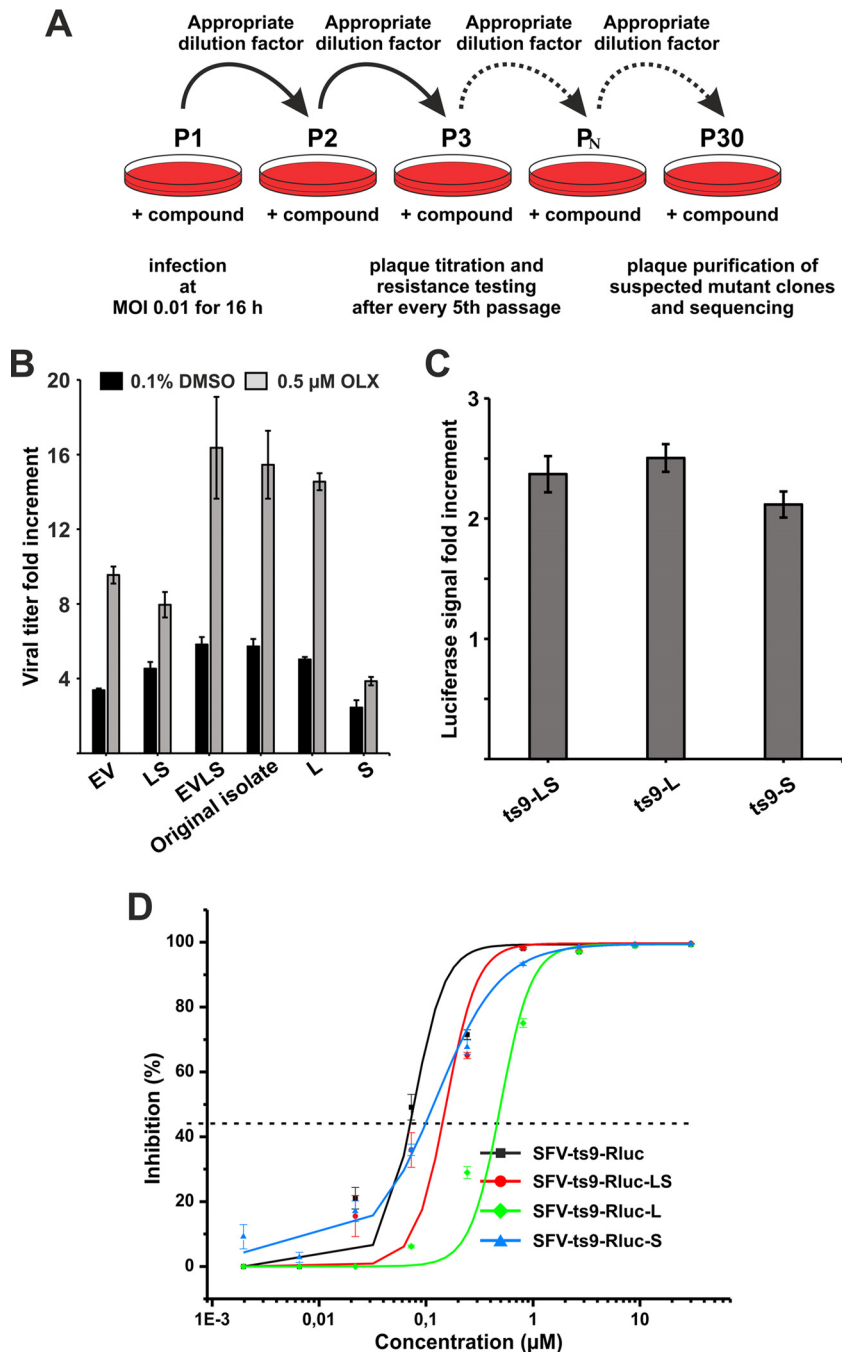 A
Appropriate dilution factor
Appropriate dilution factor
Appropriate dilution factor
Appropriate dilution factor
P1
P2
P3
PN
P30
+ compound
+ compound
+ compound
+ compound
+ compound
infection
at
MOI 0.01 for 16 h
plaque titration and
resistance testing
after every 5th passage
plaque purification of
suspected mutant clones
and sequencing
B
0.1% DMSO
0.5 µM OLX
Viral titer fold increment
20
16
12
8
4
EV
LS
EVLS
Original isolate
L
S
C
Luciferase signal fold increment
3
2
1
ts9-LS
ts9-L
ts9-S
D
Inhibition (%)
100
80
60
40
20
0
SFV-ts9-Rluc
SFV-ts9-Rluc-LS
SFV-ts9-Rluc-L
SFV-ts9-Rluc-S
1E-3
0,01
0,1
1
10
Concentration (µM)